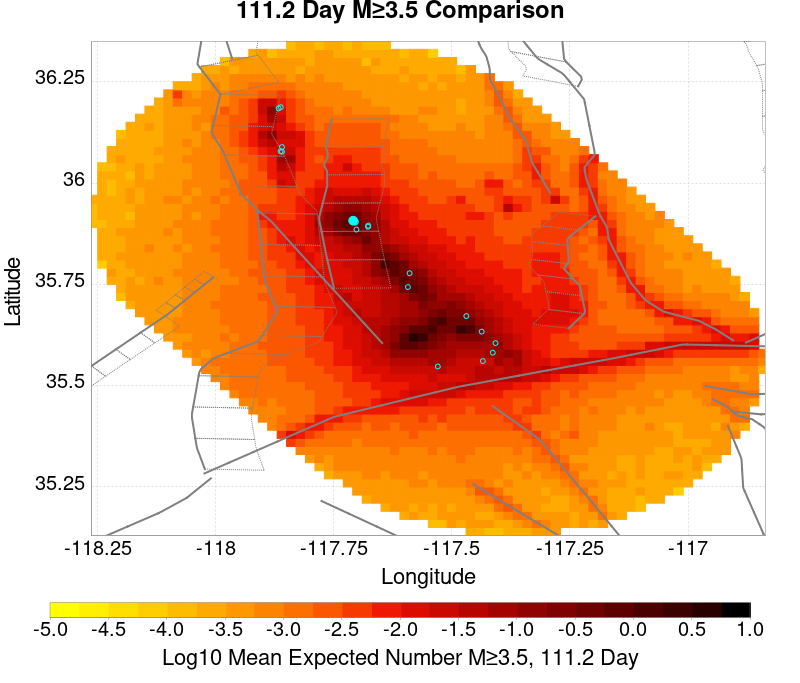 111.2 Day M≥3.5 Comparison
36.25
36
35.75
35.5
35.25
Latitude
-118.25 -118 -117.75 -117.5 -117.25 -117
Longitude
-5.0 -4.5 -4.0 -3.5 -3.0 -2.5 -2.0 -1.5 -1.0 -0.5 0.0 0.5 1.0
Log10 Mean Expected Number M≥3.5, 111.2 Day